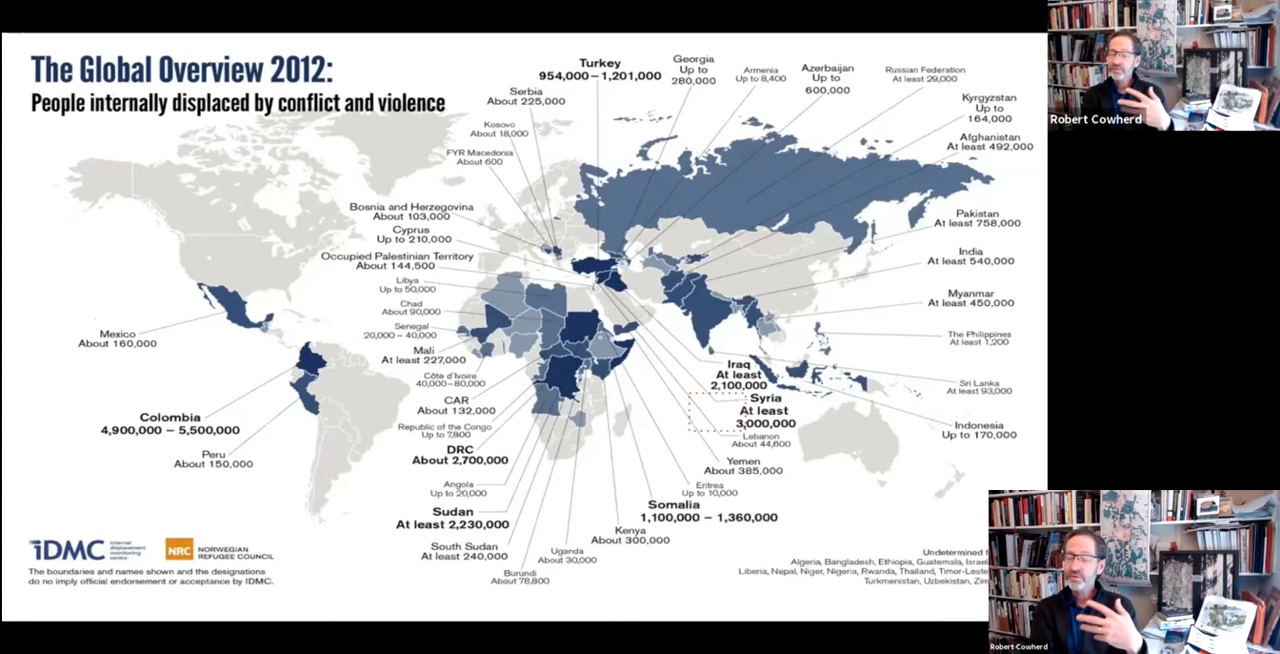 The Global Overview 2012:
People internally displaced by conflict and violence
Turkey
954,000 – 1,201,000
Georgia
Up to
280,000
Armenia
Up to 8,400
Azerbaijan
Up to
600,000
Russian Federation
At least 29,000
Kyrgyzstan
Up to
164,000
Afghanistan
At least 492,000
Serbia
About 225,000
Kosovo
About 18,000
FYR Macedonia
About 600
Bosnia and Herzegovina
About 103,000
Cyprus
Up to 210,000
Occupied Palestinian Territory
About 144,500
Libya
Up to 50,000
Chad
About 90,000
Senegal
20,000 – 40,000
Mali
At least 227,000
Côte d'Ivoire
40,000–80,000
CAR
About 132,000
Republic of the Congo
Up to 7,800
DRC
About 2,700,000
Angola
Up to 20,000
Sudan
At least 2,230,000
South Sudan
At least 240,000
Burundi
About 78,800
Uganda
About 30,000
Kenya
About 300,000
Somalia
1,100,000 – 1,360,000
Eritrea
Up to 10,000
Yemen
About 385,000
Lebanon
About 44,600
Syria
At least
3,000,000
Iraq
At least
2,100,000
Pakistan
At least 758,000
India
At least 540,000
Myanmar
At least 450,000
The Philippines
At least 1,200
Sri Lanka
At least 93,000
Indonesia
Up to 170,000
Mexico
About 160,000
Colombia
4,900,000 – 5,500,000
Peru
About 150,000
iDMC
internal
displacement
monitoring
centre
NRC
NORWEGIAN
REFUGEE COUNCIL
The boundaries and names shown and the designations
do no imply official endorsement or acceptance by IDMC.
Undetermined
Algeria, Bangladesh, Ethiopia, Guatemala,
Liberia, Nepal, Niger, Nigeria, Rwanda, Thailand,
Turkmenistan, Uzbekistan,
Robert Cowherd
Robert Cowherd